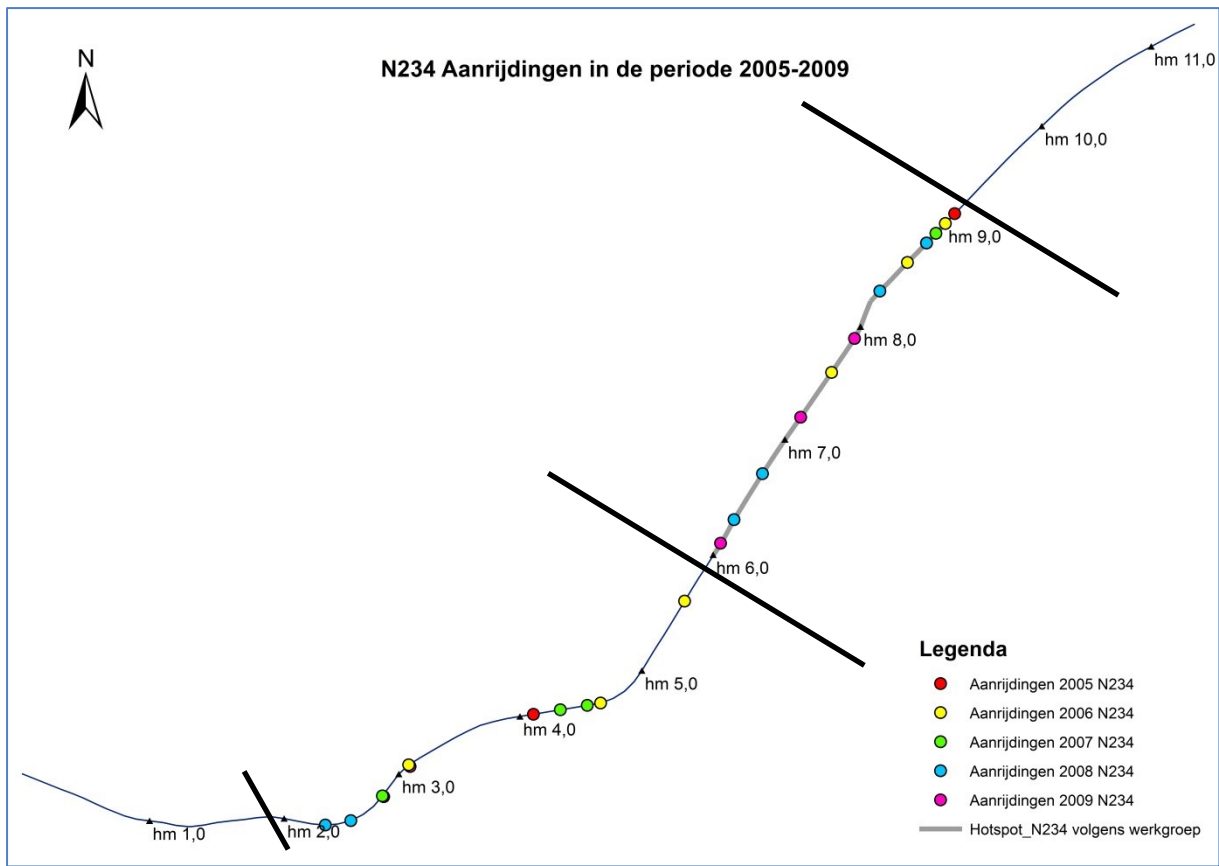 N
N234 Aanrijdingen in de periode 2005-2009
hm 11,0
hm 10,0
hm 9,0
hm 8,0
hm 7,0
hm 6,0
hm 5,0
hm 4,0
hm 3,0
hm 2,0
hm 1,0
Legenda
Aanrijdingen 2005 N234
Aanrijdingen 2006 N234
Aanrijdingen 2007 N234
Aanrijdingen 2008 N234
Aanrijdingen 2009 N234
Hotspot_N234 volgens werkgroep